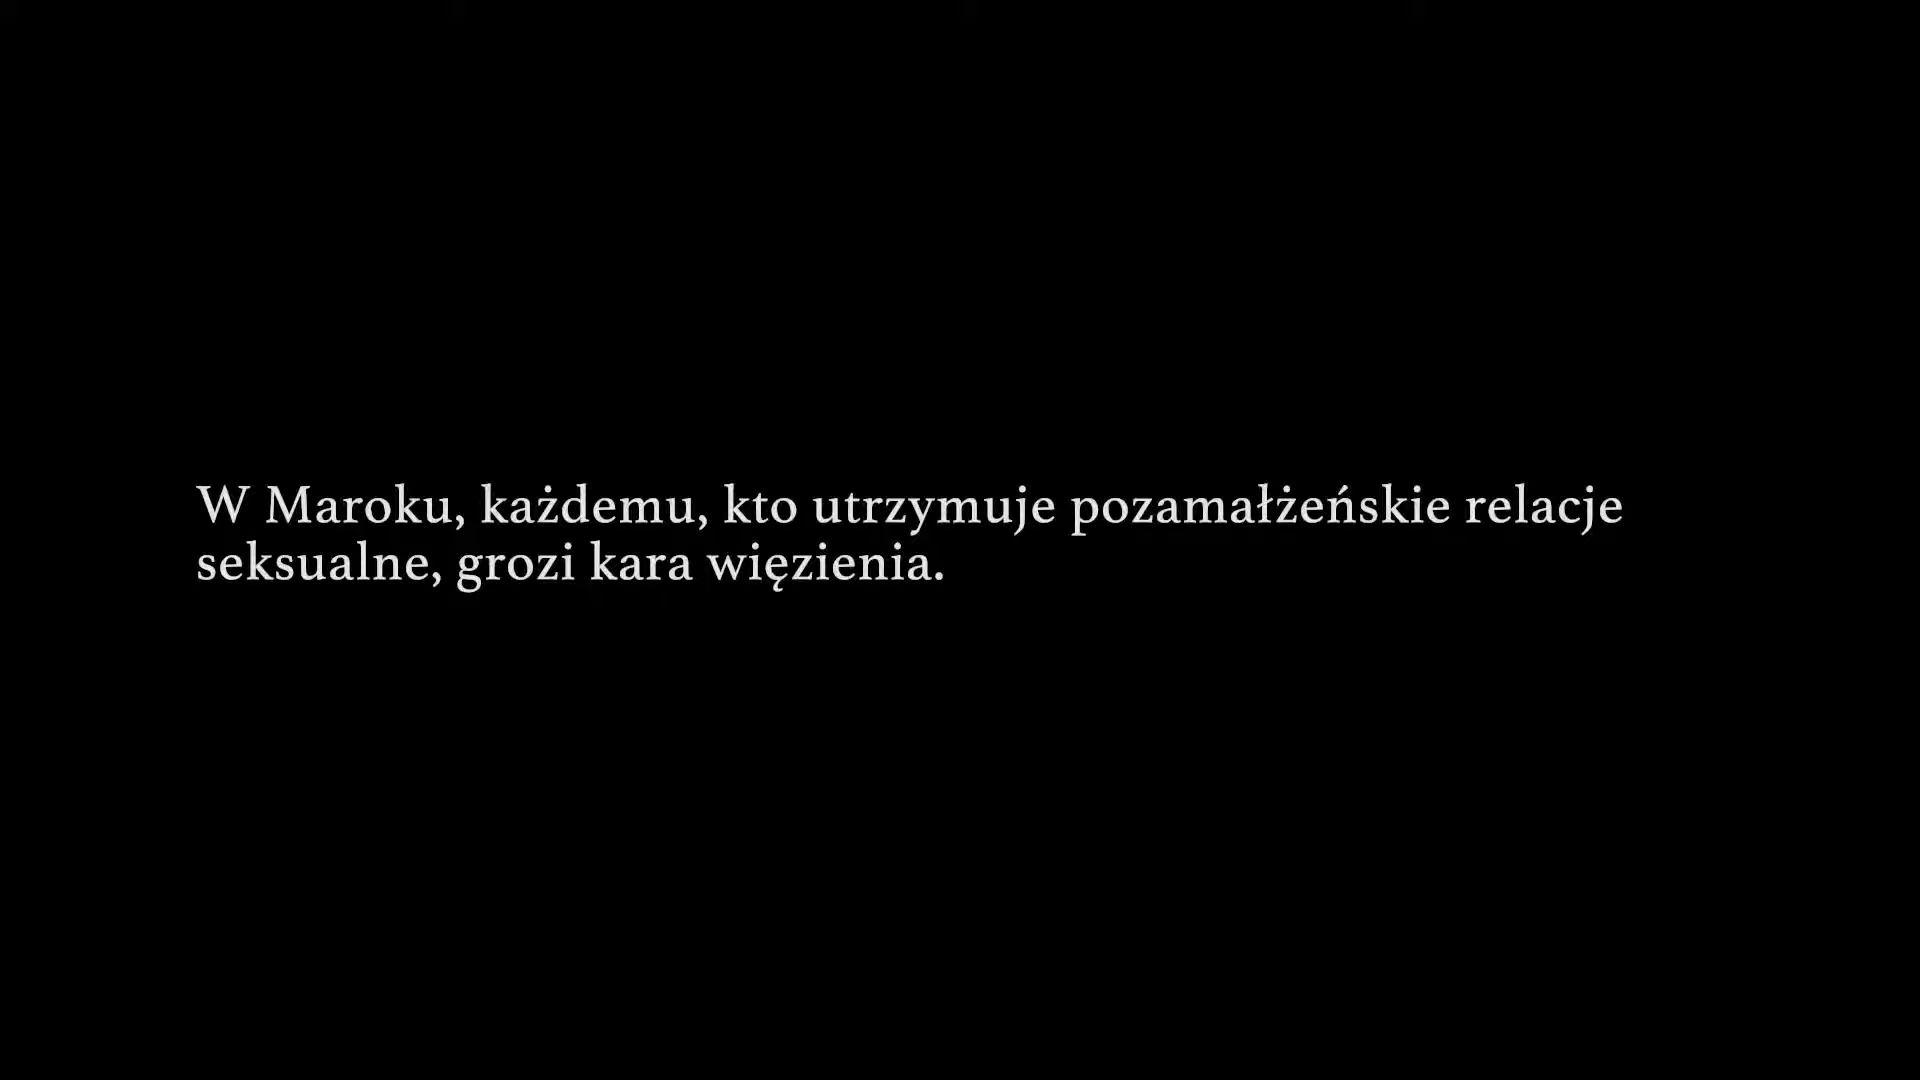 W Maroku, każdemu, kto utrzymuje pozamałżeńskie relacje
seksualne, grozi kara więzienia.